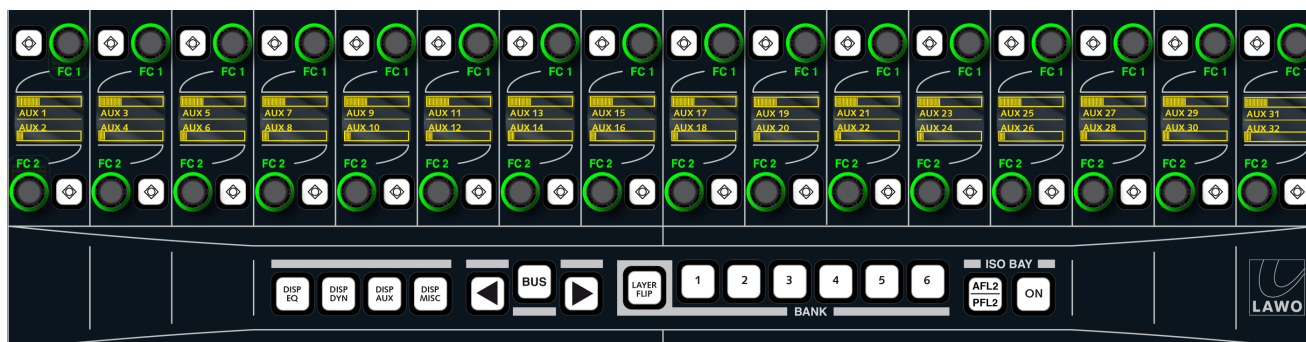 FC 1 FC 1 FC 1 FC 1 FC 1 FC 1 FC 1 FC 1 FC 1 FC 1 FC 1 FC 1 FC 1 FC 1 FC 1 FC 1
AUX 1 AUX 3 AUX 5 AUX 7 AUX 9 AUX 11 AUX 13 AUX 15 AUX 17 AUX 19 AUX 21 AUX 23 AUX 25 AUX 27 AUX 29 AUX 31
AUX 2 AUX 4 AUX 6 AUX 8 AUX 10 AUX 12 AUX 14 AUX 16 AUX 18 AUX 20 AUX 22 AUX 24 AUX 26 AUX 28 AUX 30 AUX 32
FC 2 FC 2 FC 2 FC 2 FC 2 FC 2 FC 2 FC 2 FC 2 FC 2 FC 2 FC 2 FC 2 FC 2 FC 2 FC 2
DISP
EQ
DISP
DYN
DISP
AUX
DISP
MISC
BUS
LAYER
FLIP
1 2 3 4 5 6
BANK
ISO BAY
AFL2
PFL2
ON
LAWO